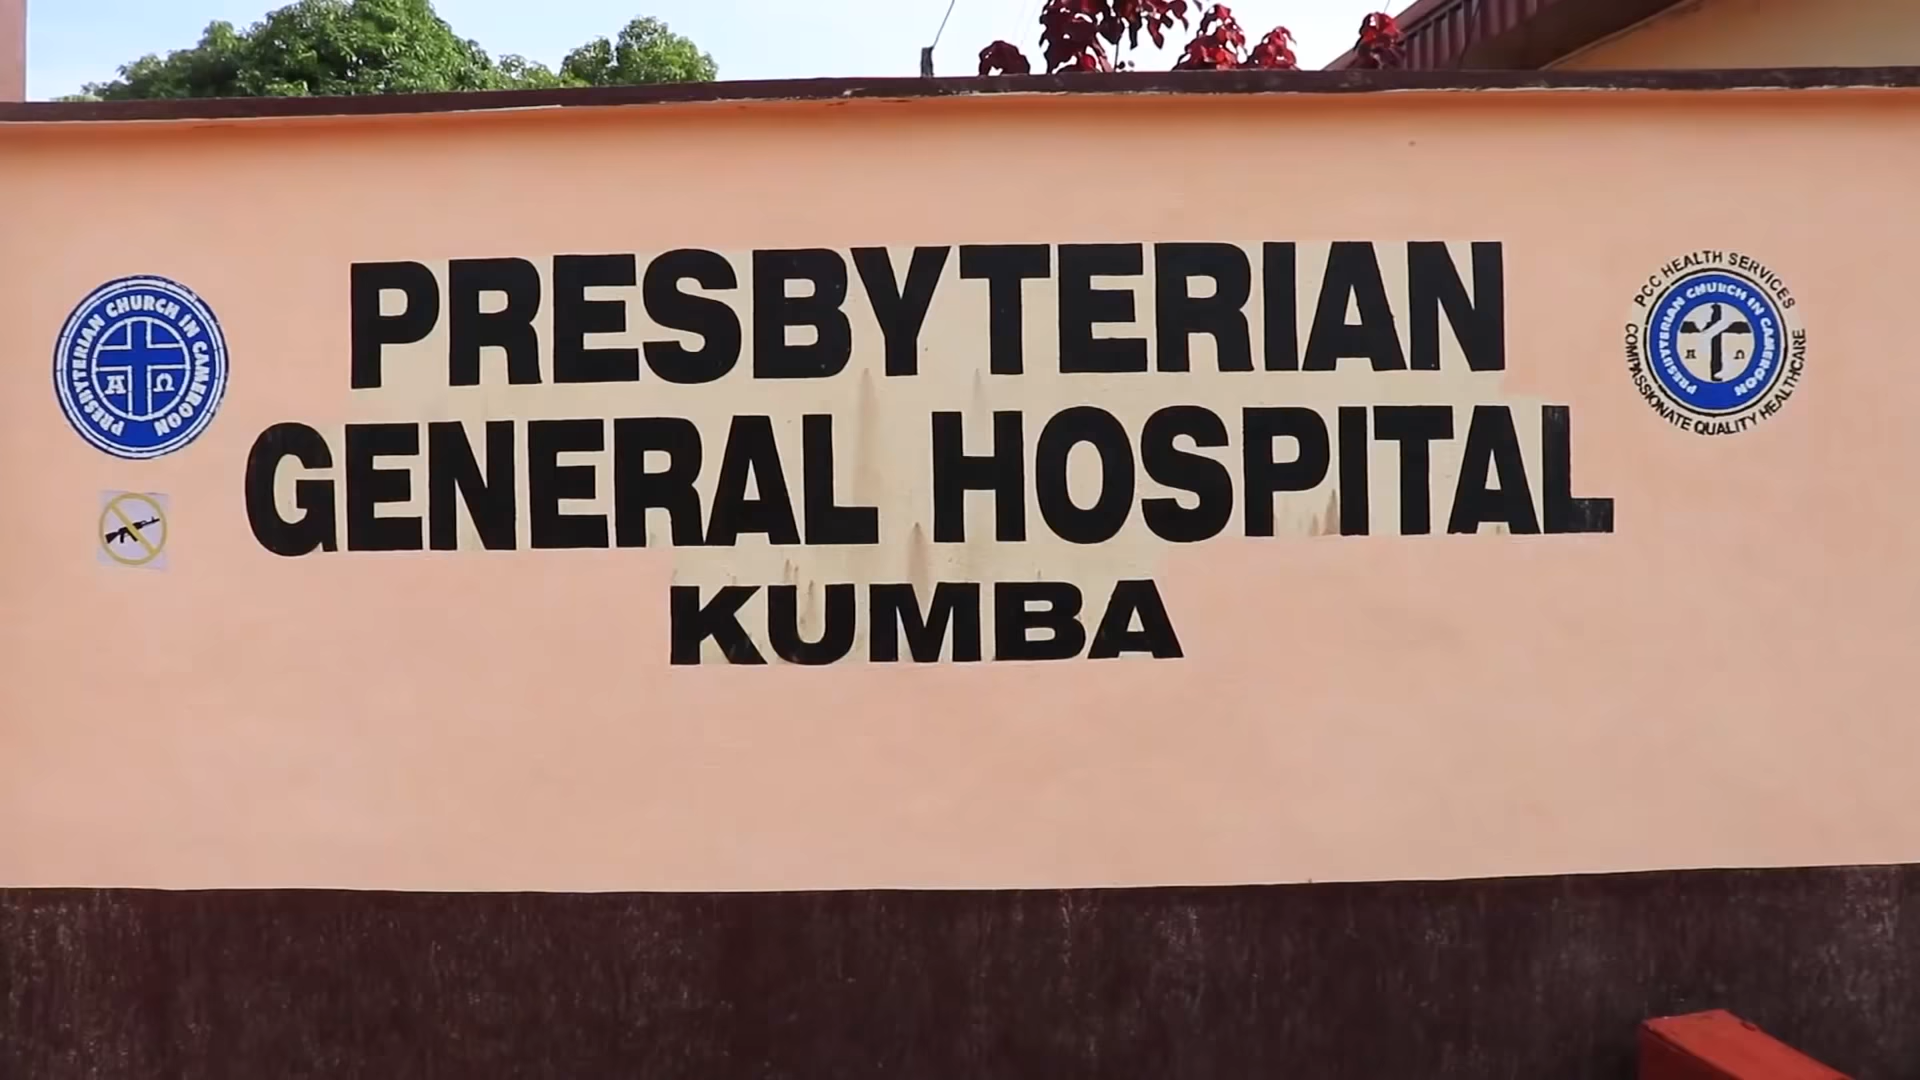 PRESBYTERIAN
GENERAL HOSPITAL
KUMBA
PRESBYTERIAN CHURCH IN CAMEROON
Α Ω
PCC HEALTH SERVICES
COMPASSIONATE QUALITY HEALTHCARE
PRESBYTERIAN CHURCH IN CAMEROON
Α Ω